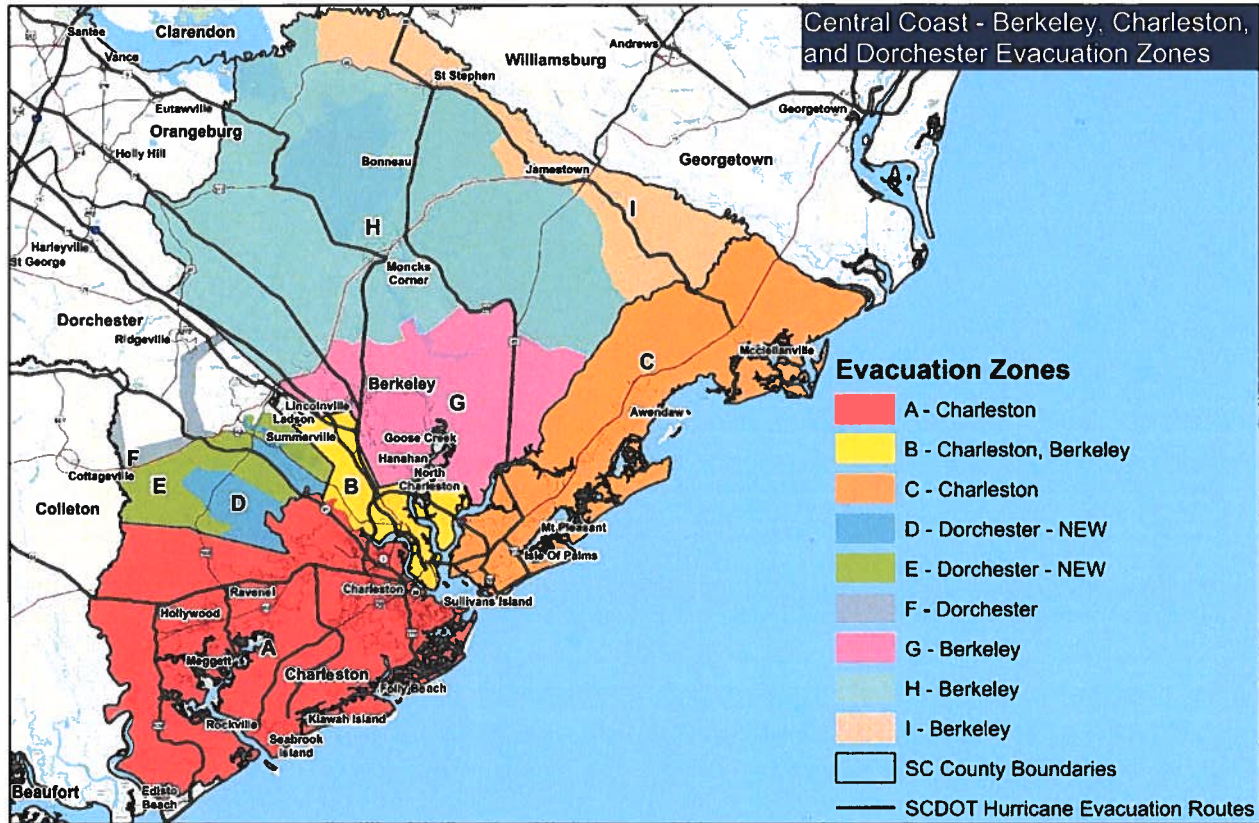 Central Coast - Berkeley, Charleston,
and Dorchester Evacuation Zones
Santee
Clarendon
Vance
Williamsburg
Andrews
St Stephen
Eutawville
Georgetown
Orangeburg
Holly Hill
Bonneau
Jamestown
Georgetown
I
H
Harleyville
St George
Moncks
Corner
Dorchester
Ridgeville
C
Mcclellanville
Berkeley
G
Lincolnville
Ladson
Summerville
Awendaw
Goose Creek
Hanahan
North
Charleston
F
Cottageville
E
B
D
Colleton
Mt Pleasant
Isle Of Palms
Ravenel
Charleston
Sullivans Island
Hollywood
A
Meggett
Charleston
Folly Beach
Kiawah Island
Rockville
Seabrook
Island
Beaufort
Edisto
Beach
Evacuation Zones
A - Charleston
B - Charleston, Berkeley
C - Charleston
D - Dorchester - NEW
E - Dorchester - NEW
F - Dorchester
G - Berkeley
H - Berkeley
I - Berkeley
SC County Boundaries
SCDOT Hurricane Evacuation Routes